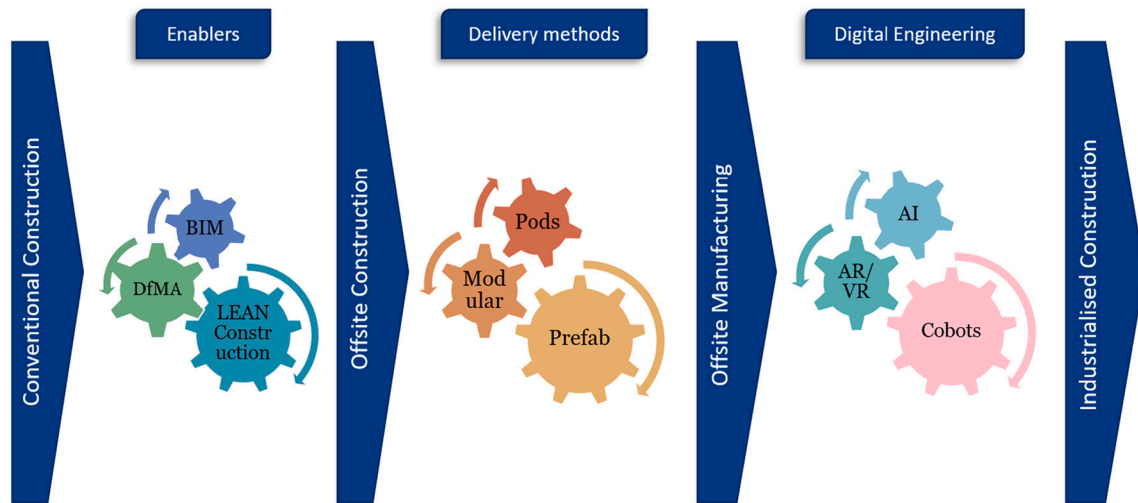 Enablers
Delivery methods
Digital Engineering
Conventional Construction
BIM
DfMA
LEAN
Constr
uction
Offsite Construction
Pods
Mod
ular
Prefab
Offsite Manufacturing
AI
AR/
VR
Cobots
Industrialised Construction